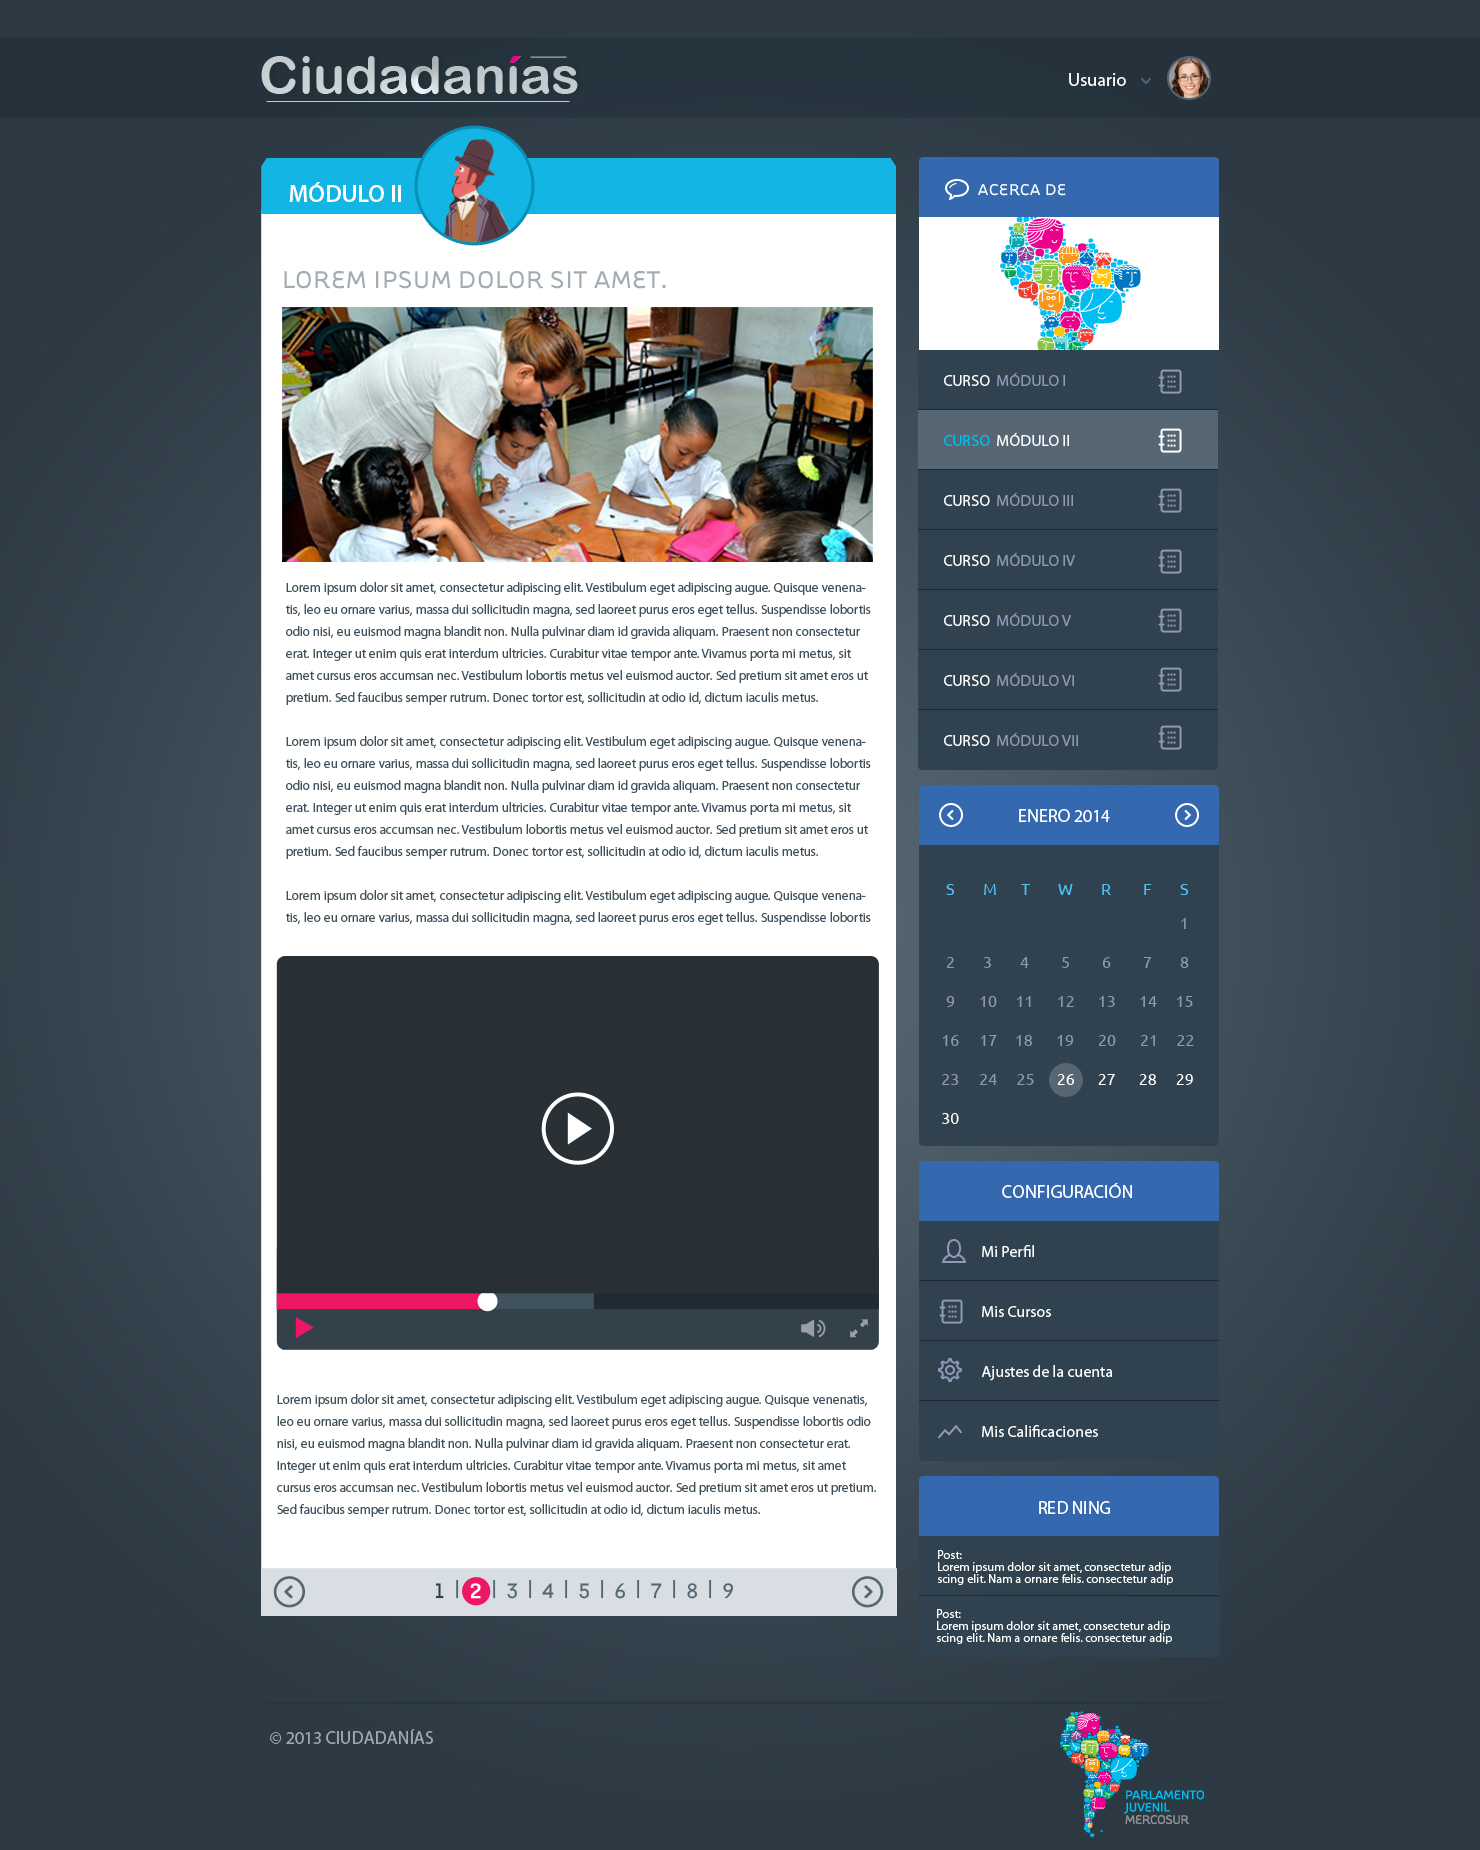 Ciudadanías
Usuario
MÓDULO II
LOREM IPSUM DOLOR SIT AMET.
Lorem ipsum dolor sit amet, consectetur adipiscing elit. Vestibulum eget adipiscing augue. Quisque venena-
tis, leo eu ornare varius, massa dui sollicitudin magna, sed laoreet purus eros eget tellus. Suspendisse lobortis
odio nisi, eu euismod magna blandit non. Nulla pulvinar diam id gravida aliquam. Praesent non consectetur
erat. Integer ut enim quis erat interdum ultricies. Curabitur vitae tempor ante. Vivamus porta mi metus, sit
amet cursus eros accumsan nec. Vestibulum lobortis metus vel euismod auctor. Sed pretium sit amet eros ut
pretium. Sed faucibus semper rutrum. Donec tortor est, sollicitudin at odio id, dictum iaculis metus.
Lorem ipsum dolor sit amet, consectetur adipiscing elit. Vestibulum eget adipiscing augue. Quisque venena-
tis, leo eu ornare varius, massa dui sollicitudin magna, sed laoreet purus eros eget tellus. Suspendisse lobortis
odio nisi, eu euismod magna blandit non. Nulla pulvinar diam id gravida aliquam. Praesent non consectetur
erat. Integer ut enim quis erat interdum ultricies. Curabitur vitae tempor ante. Vivamus porta mi metus, sit
amet cursus eros accumsan nec. Vestibulum lobortis metus vel euismod auctor. Sed pretium sit amet eros ut
pretium. Sed faucibus semper rutrum. Donec tortor est, sollicitudin at odio id, dictum iaculis metus.
Lorem ipsum dolor sit amet, consectetur adipiscing elit. Vestibulum eget adipiscing augue. Quisque venena-
tis, leo eu ornare varius, massa dui sollicitudin magna, sed laoreet purus eros eget tellus. Suspendisse lobortis
Lorem ipsum dolor sit amet, consectetur adipiscing elit. Vestibulum eget adipiscing augue. Quisque venenatis,
leo eu ornare varius, massa dui sollicitudin magna, sed laoreet purus eros eget tellus. Suspendisse lobortis odio
nisi, eu euismod magna blandit non. Nulla pulvinar diam id gravida aliquam. Praesent non consectetur erat.
Integer ut enim quis erat interdum ultricies. Curabitur vitae tempor ante. Vivamus porta mi metus, sit amet
cursus eros accumsan nec. Vestibulum lobortis metus vel euismod auctor. Sed pretium sit amet eros ut pretium.
Sed faucibus semper rutrum. Donec tortor est, sollicitudin at odio id, dictum iaculis metus.
1 | 2 | 3 | 4 | 5 | 6 | 7 | 8 | 9
ACERCA DE
CURSO MÓDULO I
CURSO MÓDULO II
CURSO MÓDULO III
CURSO MÓDULO IV
CURSO MÓDULO V
CURSO MÓDULO VI
CURSO MÓDULO VII
ENERO 2014
S M T W R F S
1
2 3 4 5 6 7 8
9 10 11 12 13 14 15
16 17 18 19 20 21 22
23 24 25 26 27 28 29
30
CONFIGURACIÓN
Mi Perfil
Mis Cursos
Ajustes de la cuenta
Mis Calificaciones
RED NING
Post:
Lorem ipsum dolor sit amet, consectetur adip
scing elit. Nam a ornare felis. consectetur adip
Post:
Lorem ipsum dolor sit amet, consectetur adip
scing elit. Nam a ornare felis. consectetur adip
© 2013 CIUDADANÍAS
PARLAMENTO
JUVENIL
MERCOSUR